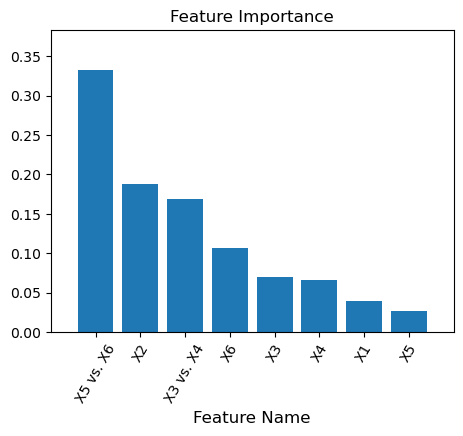 Feature Importance
0.35
0.30
0.25
0.20
0.15
0.10
0.05
0.00
X5 vs. X6
X2
X3 vs. X4
X6
X3
X4
X1
X5
Feature Name